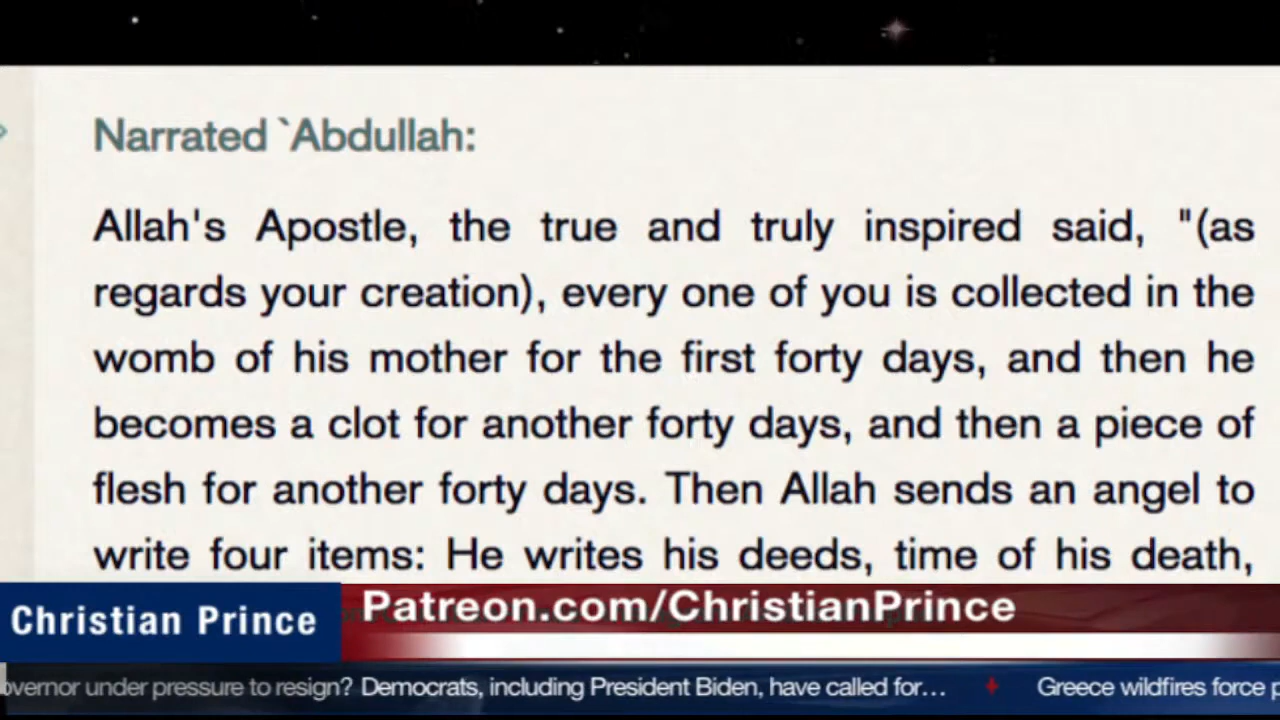 Narrated `Abdullah:
Allah's Apostle, the true and truly inspired said, "(as
regards your creation), every one of you is collected in the
womb of his mother for the first forty days, and then he
becomes a clot for another forty days, and then a piece of
flesh for another forty days. Then Allah sends an angel to
write four items: He writes his deeds, time of his death,
Christian Prince
Patreon.com/ChristianPrince
overnor under pressure to resign? Democrats, including President Biden, have called for… Greece wildfires force